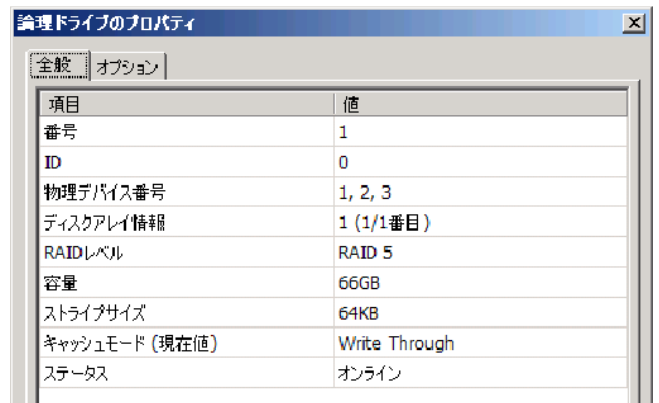 論理ドライブのプロパティ
全般 オプション
項目 値
番号 1
ID 0
物理デバイス番号 1, 2, 3
ディスクアレイ情報 1 (1/1番目)
RAIDレベル RAID 5
容量 66GB
ストライプサイズ 64KB
キャッシュモード (現在値) Write Through
ステータス オンライン